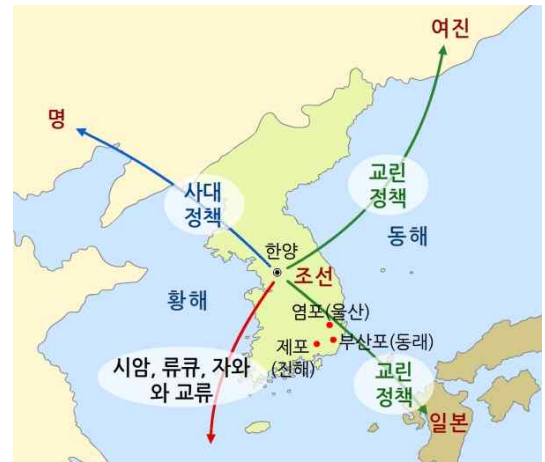 여진
명
교린
정책
사대
정책
동해
한양
조선
황해
염포(울산)
부산포(동래)
제포
(진해)
시암, 류큐, 자와
와 교류
교린
정책
일본